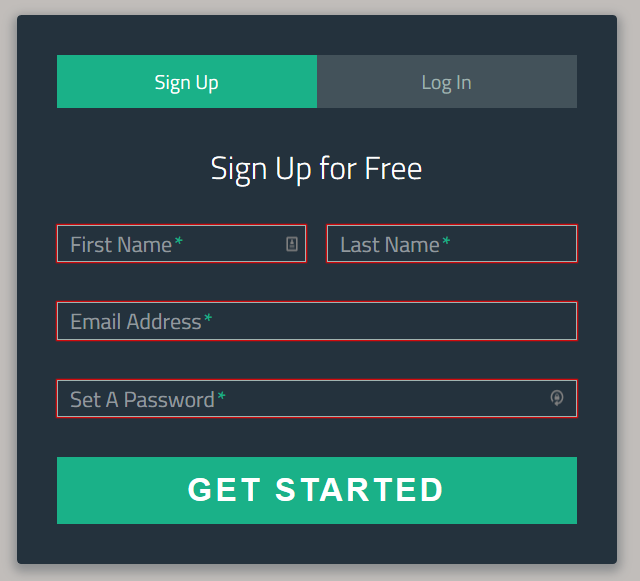 Sign Up Log In
Sign Up for Free
First Name* Last Name*
Email Address*
Set A Password*
GET STARTED